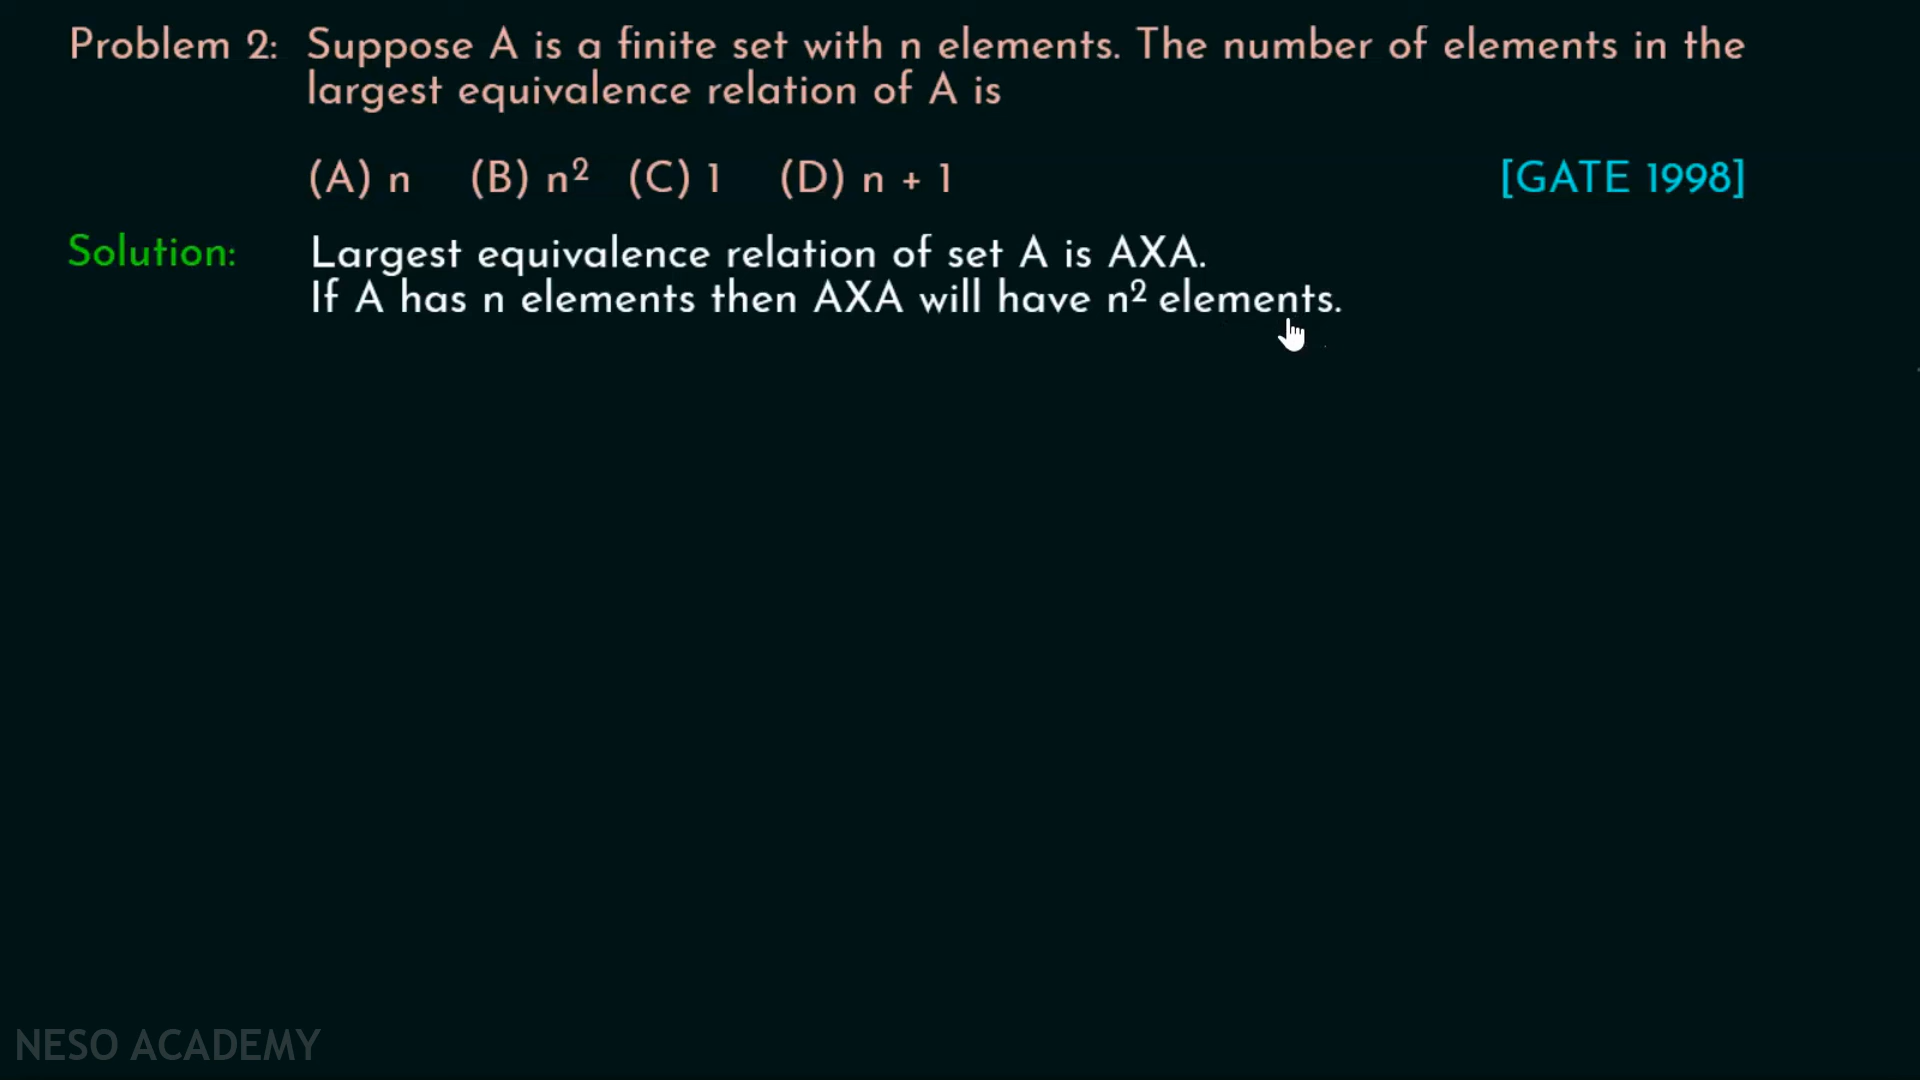 Problem 2: Suppose A is a finite set with n elements. The number of elements in the
largest equivalence relation of A is
(A) n (B) n² (C) 1 (D) n + 1 [GATE 1998]
Solution: Largest equivalence relation of set A is AXA.
If A has n elements then AXA will have n² elements.
NESO ACADEMY